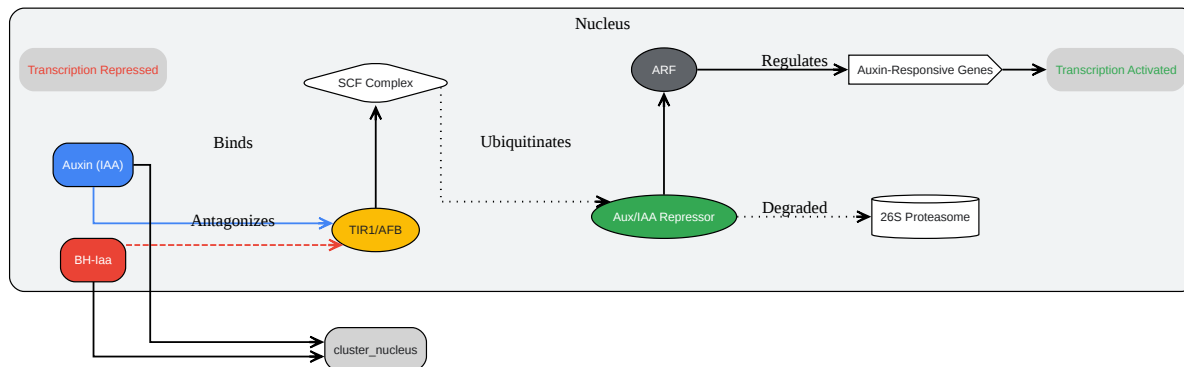 Nucleus
Transcription Repressed
SCF Complex
ARF
Regulates
Auxin-Responsive Genes
Transcription Activated
Binds
Ubiquitinates
Auxin (IAA)
Antagonizes
TIR1/AFB
Aux/IAA Repressor
Degraded
26S Proteasome
BH-Iaa
cluster_nucleus